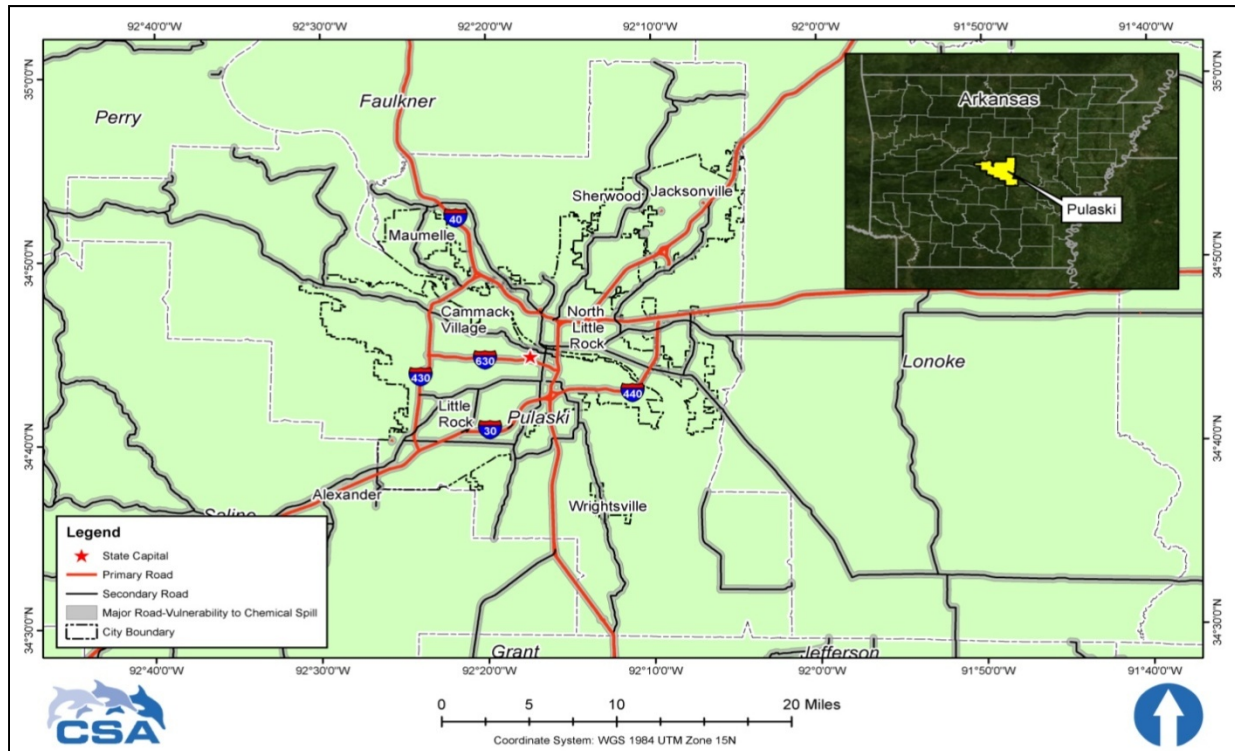 92°40'0"W
92°30'0"W
92°20'0"W
92°10'0"W
92°0'0"W
91°50'0"W
91°40'0"W
35°0'0"N
35°0'0"N
Faulkner
Perry
Arkansas
Pulaski
Sherwood
Jacksonville
40
Maumelle
34°50'0"N
34°50'0"N
Cammack
Village
North
Little
Rock
Lonoke
630
430
440
Little
Rock
Pulaski
30
34°40'0"N
34°40'0"N
Alexander
Wrightsville
Saline
Legend
State Capital
Primary Road
Secondary Road
Major Road-Vulnerability to Chemical Spill
City Boundary
34°30'0"N
34°30'0"N
Grant
Jefferson
92°40'0"W
92°30'0"W
92°20'0"W
92°10'0"W
92°0'0"W
91°50'0"W
91°40'0"W
CSA
0 5 10 20 Miles
Coordinate System: WGS 1984 UTM Zone 15N